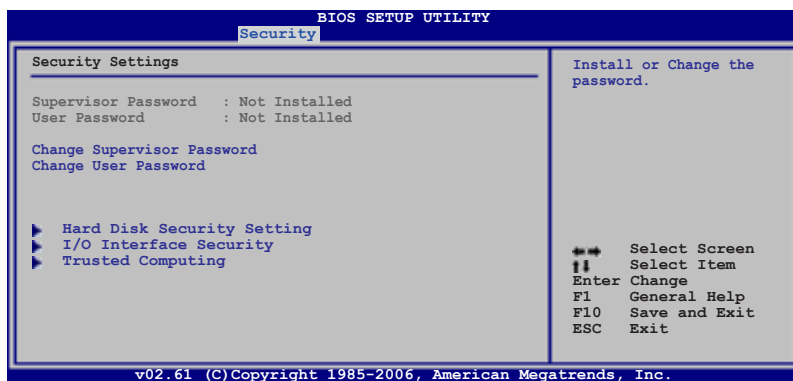 BIOS SETUP UTILITY
Security
Security Settings
Supervisor Password : Not Installed
User Password : Not Installed
Change Supervisor Password
Change User Password
Hard Disk Security Setting
I/O Interface Security
Trusted Computing
Install or Change the
password.
Select Screen
Select Item
Enter Change
F1 General Help
F10 Save and Exit
ESC Exit
v02.61 (C)Copyright 1985-2006, American Megatrends, Inc.